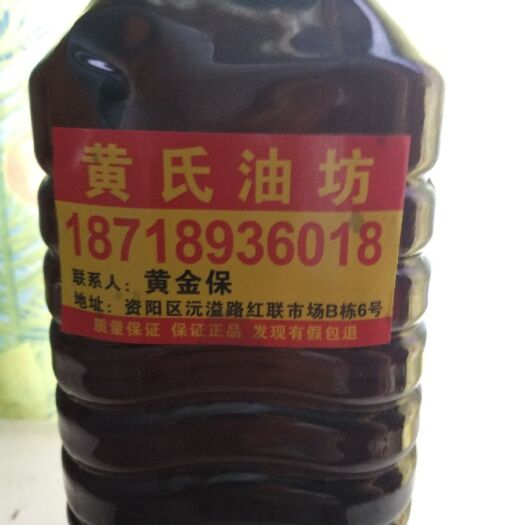 黄氏油坊
18718936018
联系人：黄金保
地址：资阳区沅溢路红联市场B栋6号
质量保证 保证正品 发现有假包退